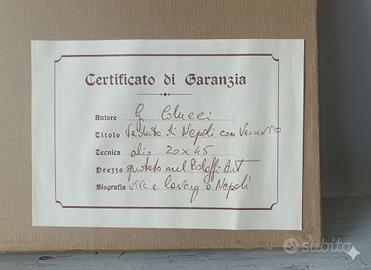 Certificato di Garanzia
Autore G. Colucci
Titolo Veduta di Napoli con Vesuvio
Tecnica olio 20x45
Prezzo quotato nel Bolaffi Art
Biografia vive e lavora a Napoli
subito